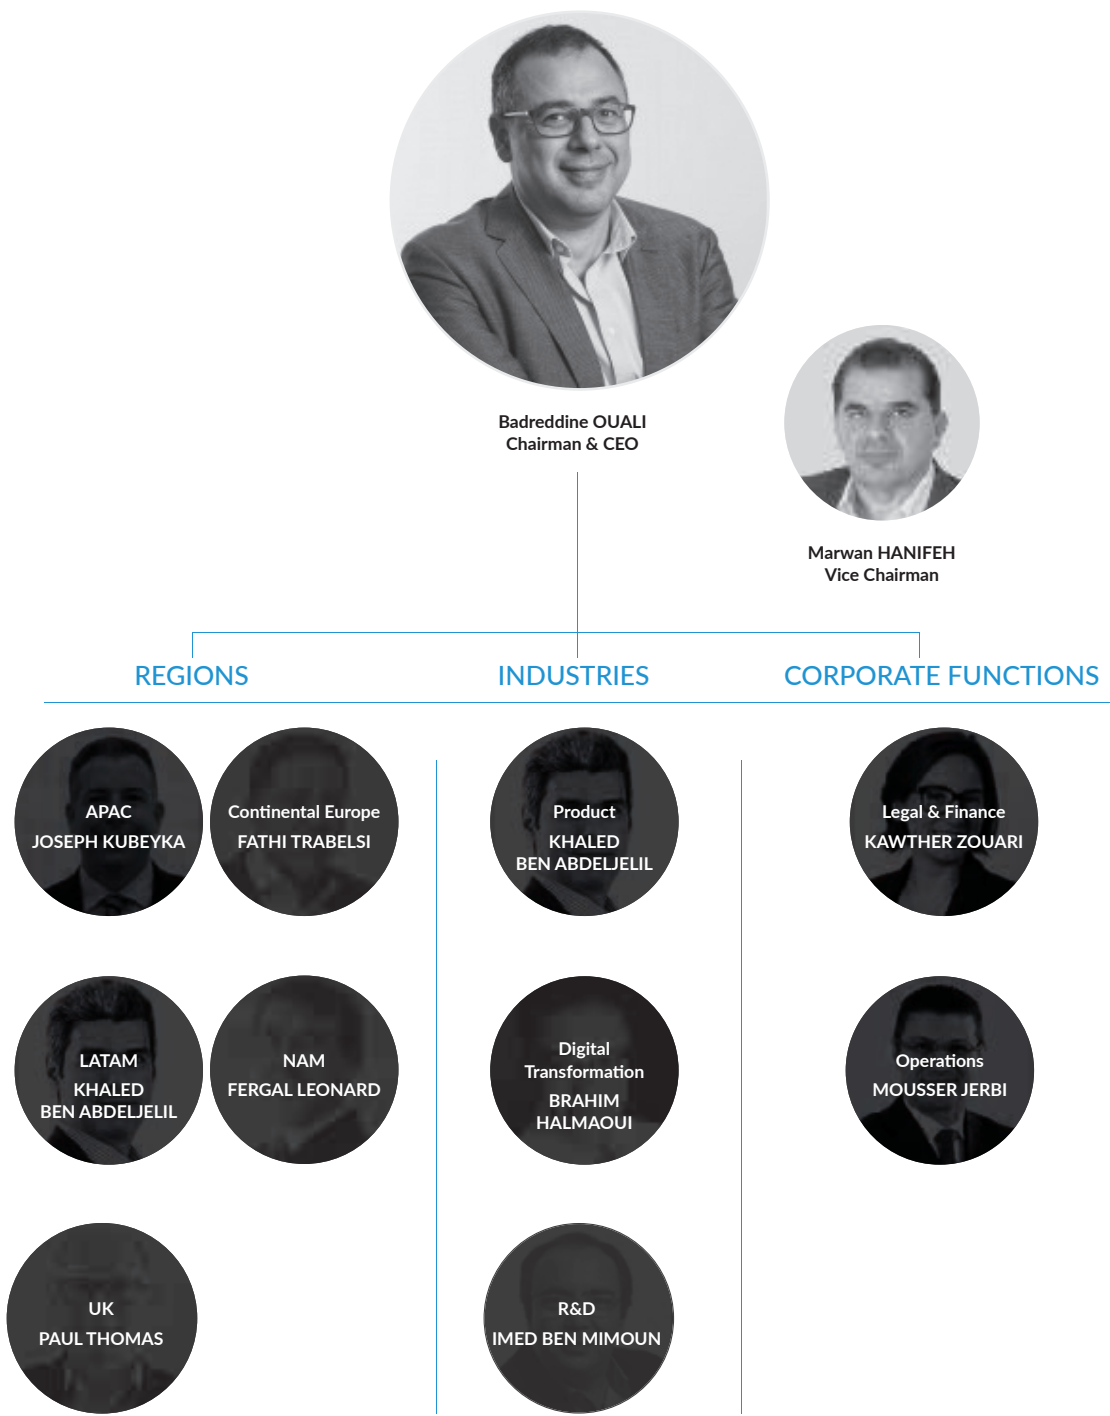 Badreddine OUALI
Chairman & CEO
Marwan HANIFEH
Vice Chairman
REGIONS
INDUSTRIES
CORPORATE FUNCTIONS
APAC
JOSEPH KUBEYKA
Continental Europe
FATHI TRABELSI
Product
KHALED
BEN ABDELJELIL
Legal & Finance
KAWTHER ZOUARI
LATAM
KHALED
BEN ABDELJELIL
NAM
FERGAL LEONARD
Digital
Transformation
BRAHIM
HALMAOUI
Operations
MOUSSER JERBI
UK
PAUL THOMAS
R&D
IMED BEN MIMOUN